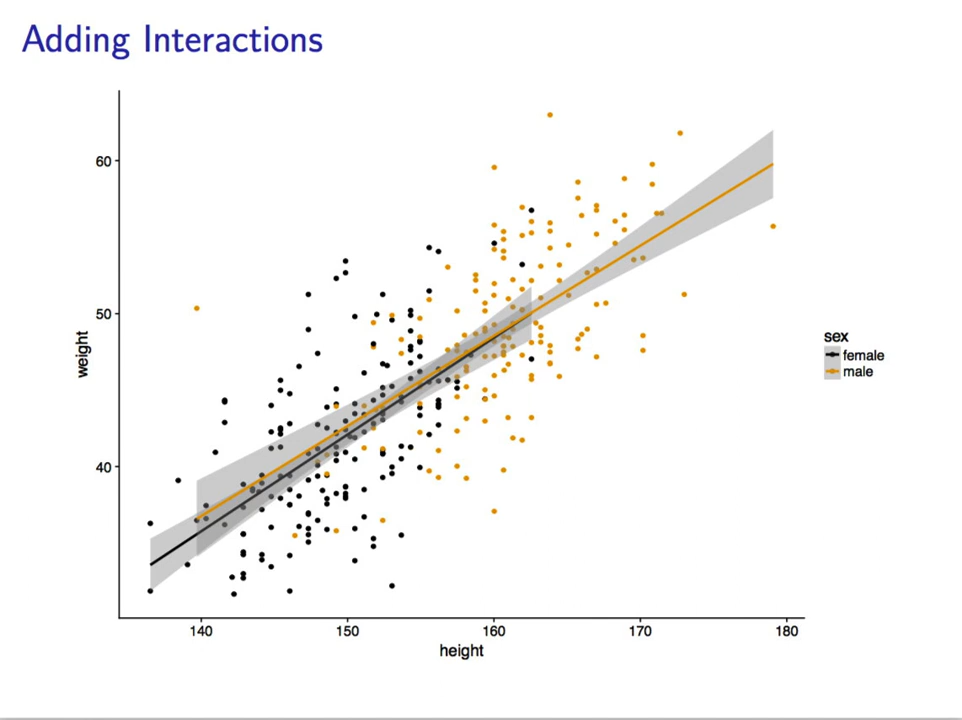 Adding Interactions
60
50
40
weight
140 150 160 170 180
height
sex
female
male